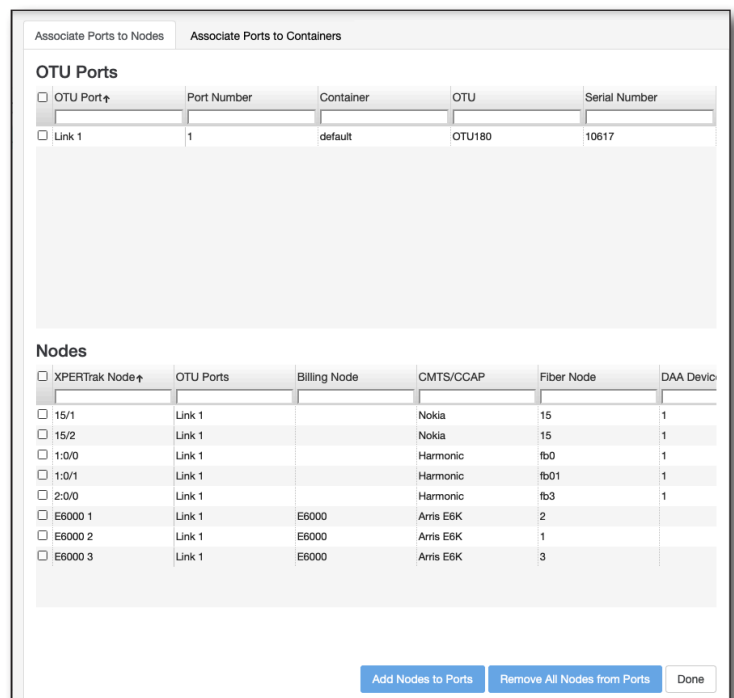 Associate Ports to Nodes Associate Ports to Containers
OTU Ports
OTU Port↑ Port Number Container OTU Serial Number
Link 1 1 default OTU180 10617
Nodes
XPERTrak Node↑ OTU Ports Billing Node CMTS/CCAP Fiber Node DAA Devic
15/1 Link 1 Nokia 15 1
15/2 Link 1 Nokia 15 1
1:0/0 Link 1 Harmonic fb0 1
1:0/1 Link 1 Harmonic fb01 1
2:0/0 Link 1 Harmonic fb3 1
E6000 1 Link 1 E6000 Arris E6K 2
E6000 2 Link 1 E6000 Arris E6K 1
E6000 3 Link 1 E6000 Arris E6K 3
Add Nodes to Ports Remove All Nodes from Ports Done